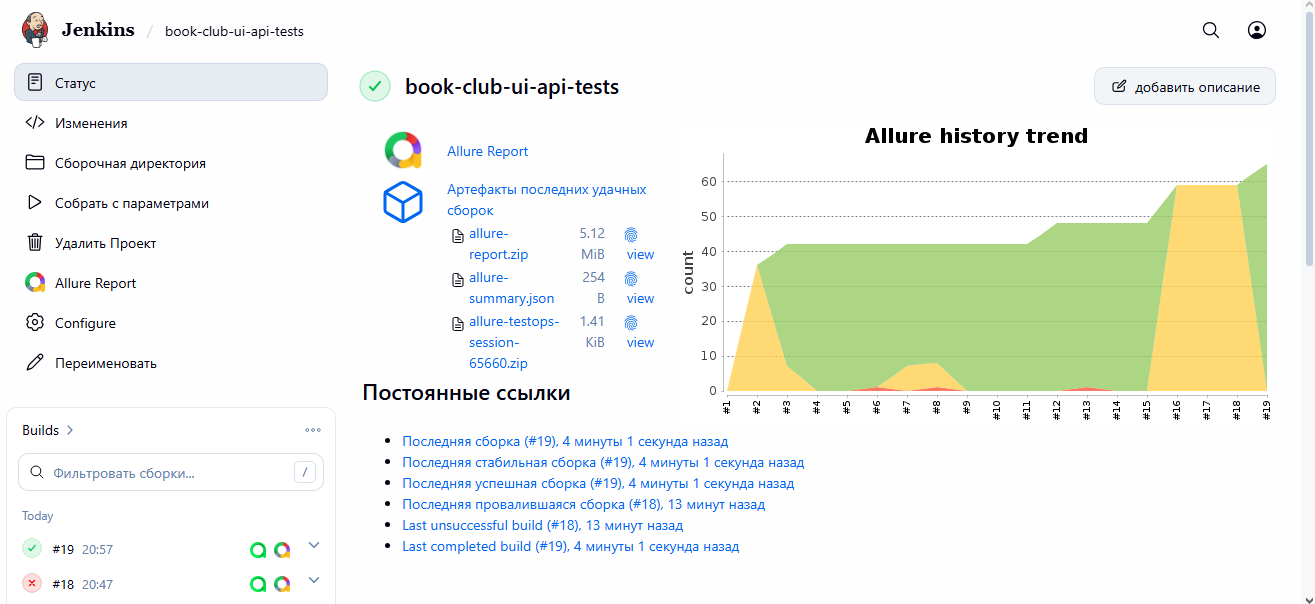 Jenkins / book-club-ui-api-tests
Статус
Изменения
Сборочная директория
Собрать с параметрами
Удалить Проект
Allure Report
Configure
Переименовать
Builds
Фильтровать сборки...
/
Today
#19 20:57
#18 20:47
book-club-ui-api-tests
добавить описание
Allure Report
Артефакты последних удачных
сборок
allure-
report.zip
5.12
MiB
view
allure-
summary.json
254
B
view
allure-testops-
session-
65660.zip
1.41
KiB
view
Allure history trend
count
60
50
40
30
20
10
0
#1 #2 #3 #4 #5 #6 #7 #8 #9 #10 #11 #12 #13 #14 #15 #16 #17 #18 #19
Постоянные ссылки
Последняя сборка (#19), 4 минуты 1 секунда назад
Последняя стабильная сборка (#19), 4 минуты 1 секунда назад
Последняя успешная сборка (#19), 4 минуты 1 секунда назад
Последняя провалившаяся сборка (#18), 13 минут назад
Last unsuccessful build (#18), 13 минут назад
Last completed build (#19), 4 минуты 1 секунда назад